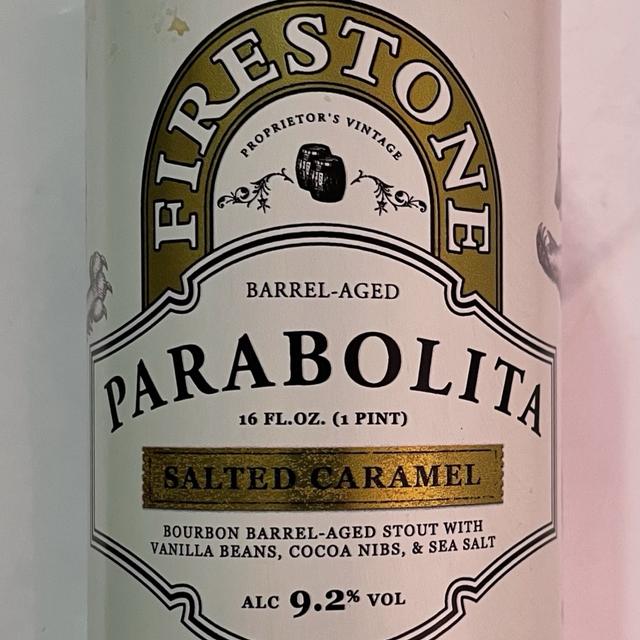 FIRESTONE
PROPRIETOR'S VINTAGE
BARREL-AGED
PARABOLITA
16 FL.OZ. (1 PINT)
SALTED CARAMEL
BOURBON BARREL-AGED STOUT WITH
VANILLA BEANS, COCOA NIBS, & SEA SALT
ALC 9.2% VOL